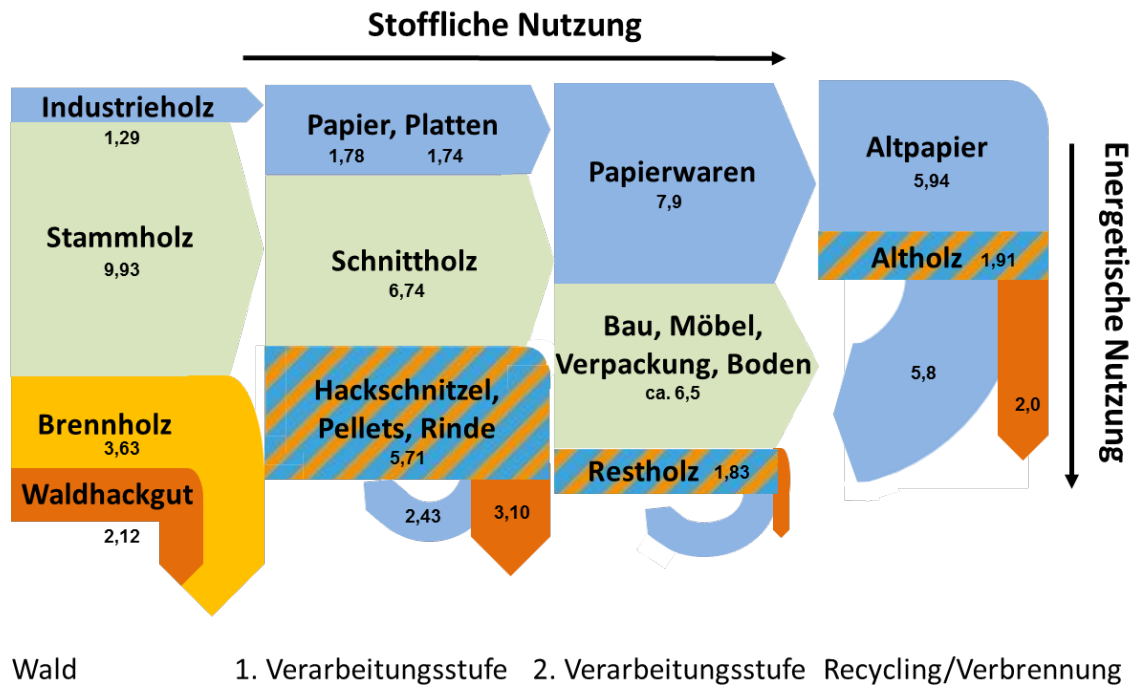 Stoffliche Nutzung
Industrieholz
1,29
Stammholz
9,93
Brennholz
3,63
Waldhackgut
2,12
Papier, Platten
1,78 1,74
Schnittholz
6,74
Hackschnitzel,
Pellets, Rinde
5,71
2,43
3,10
Papierwaren
7,9
Bau, Möbel,
Verpackung, Boden
ca. 6,5
Restholz 1,83
Altpapier
5,94
Altholz 1,91
5,8
2,0
Energetische Nutzung
Wald 1. Verarbeitungsstufe 2. Verarbeitungsstufe Recycling/Verbrennung